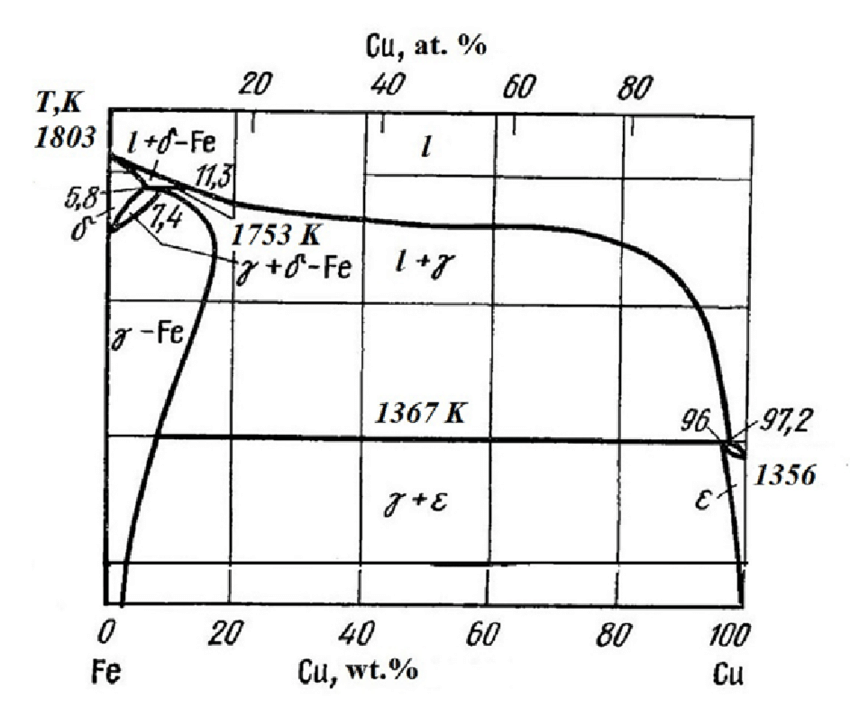 Cu, at. %
20 40 60 80
T,K
1803
l+δ-Fe
l
11,3
6,8
δ
7,4
1753 K
γ+δ-Fe
l+γ
γ-Fe
1367 K
96
97,2
1356
γ+ε
ε
0 20 40 60 80 100
Fe Cu, wt.% Cu